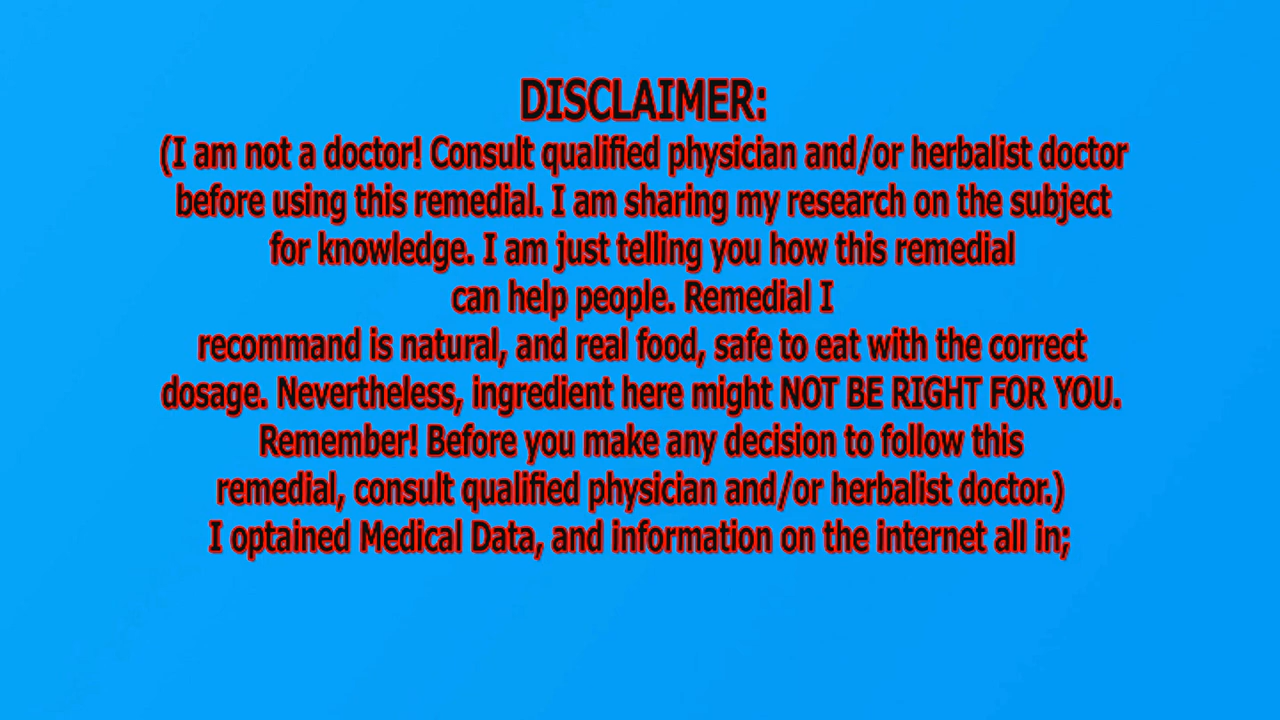 DISCLAIMER:
(I am not a doctor! Consult qualified physician and/or herbalist doctor
before using this remedial. I am sharing my research on the subject
for knowledge. I am just telling you how this remedial
can help people. Remedial I
recommand is natural, and real food, safe to eat with the correct
dosage. Nevertheless, ingredient here might NOT BE RIGHT FOR YOU.
Remember! Before you make any decision to follow this
remedial, consult qualified physician and/or herbalist doctor.)
I optained Medical Data, and information on the internet all in;